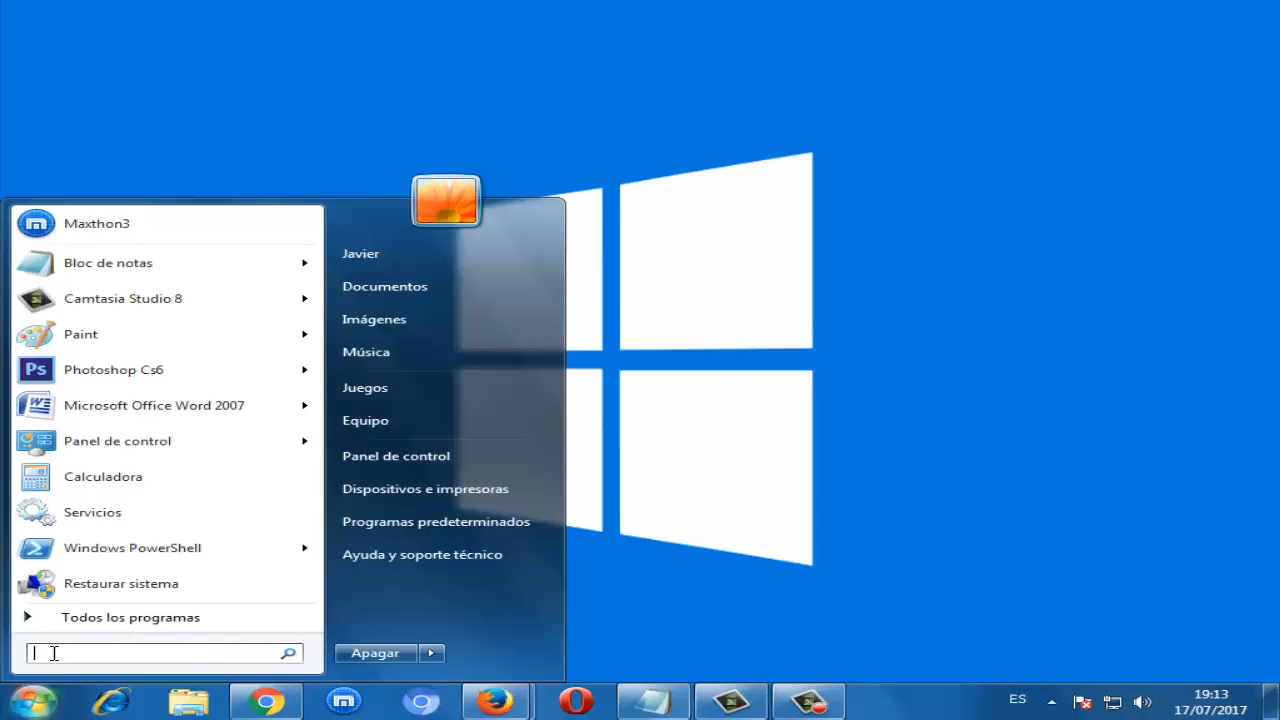 Maxthon3
Bloc de notas
Camtasia Studio 8
Paint
Ps Photoshop Cs6
Microsoft Office Word 2007
Panel de control
Calculadora
Servicios
Windows PowerShell
Restaurar sistema
Todos los programas
Javier
Documentos
Imágenes
Música
Juegos
Equipo
Panel de control
Dispositivos e impresoras
Programas predeterminados
Ayuda y soporte técnico
Apagar
ES
19:13
17/07/2017